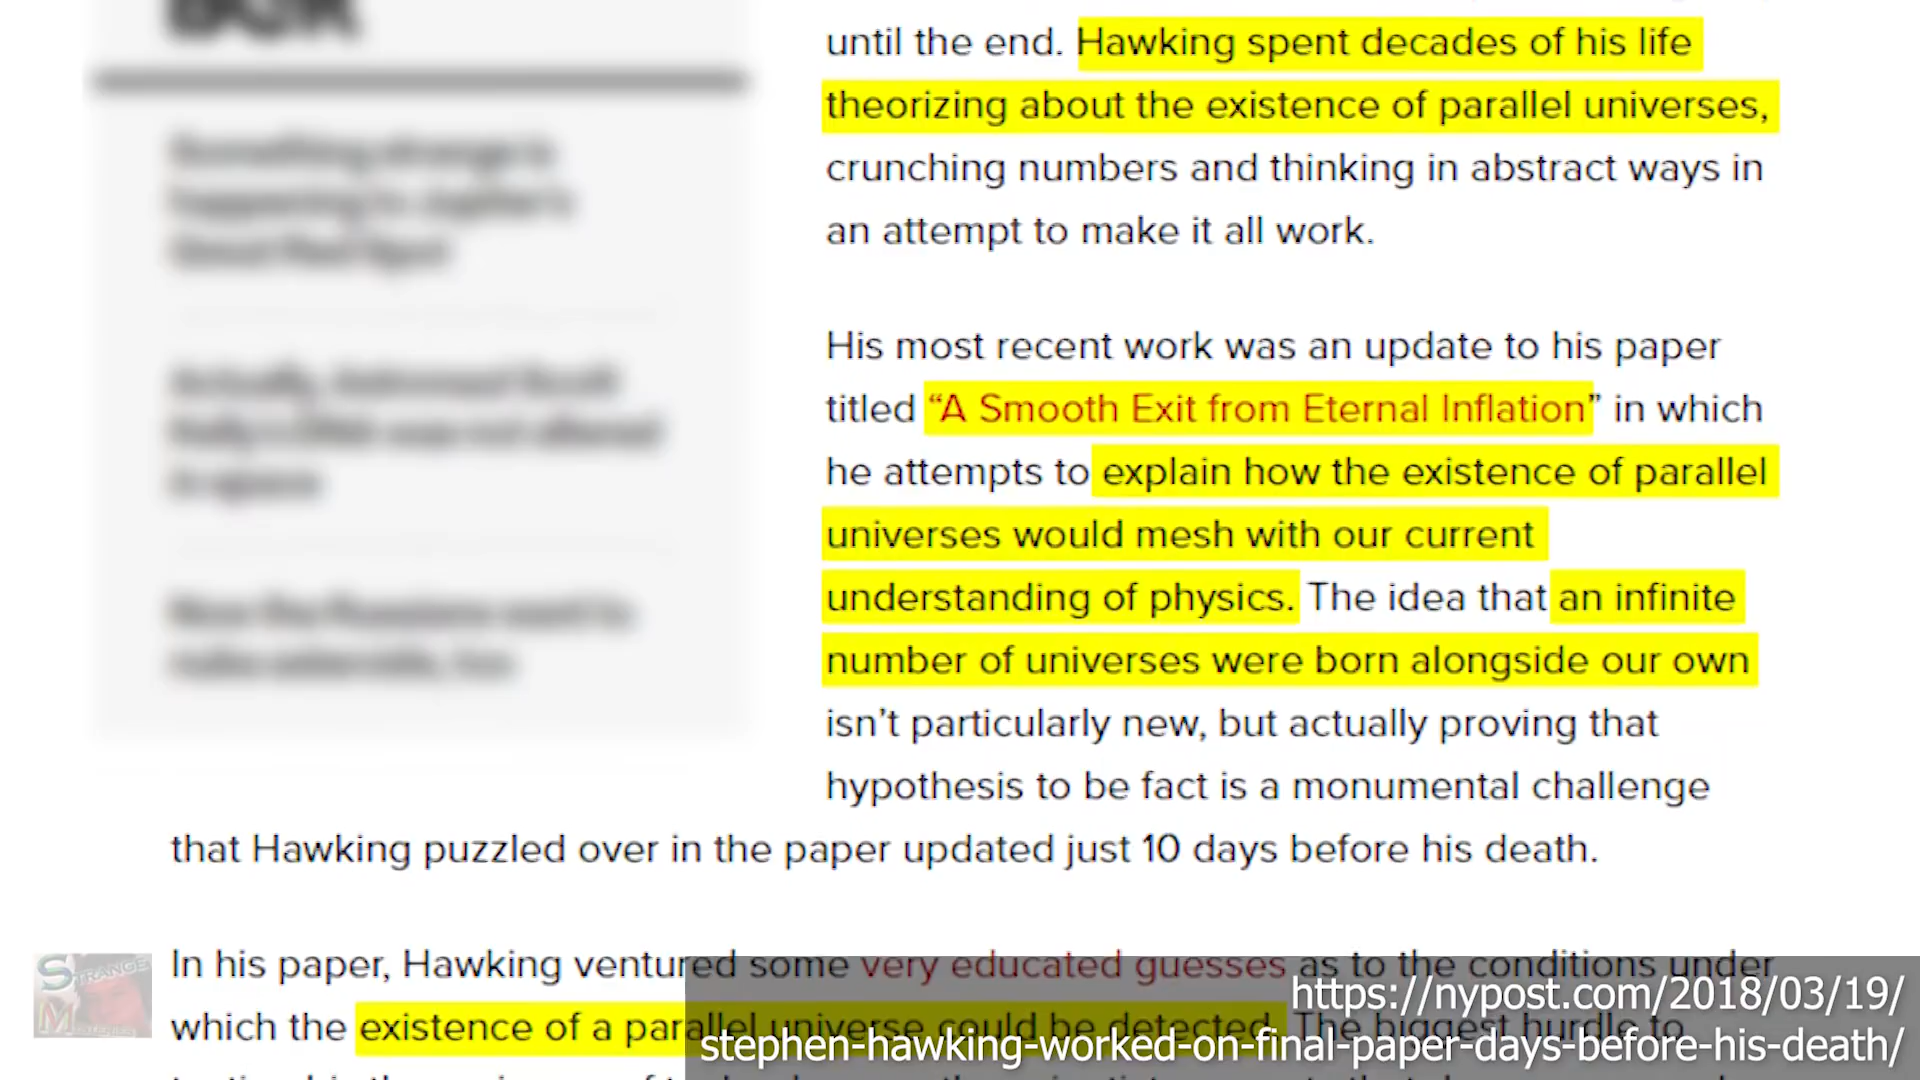 until the end. Hawking spent decades of his life
theorizing about the existence of parallel universes,
crunching numbers and thinking in abstract ways in
an attempt to make it all work.
His most recent work was an update to his paper
titled “A Smooth Exit from Eternal Inflation” in which
he attempts to explain how the existence of parallel
universes would mesh with our current
understanding of physics. The idea that an infinite
number of universes were born alongside our own
isn’t particularly new, but actually proving that
hypothesis to be fact is a monumental challenge
that Hawking puzzled over in the paper updated just 10 days before his death.
In his paper, Hawking ventured some very educated guesses as to the conditions under
which the existence of a parallel universe could be detected. The biggest hurdle to
https://nypost.com/2018/03/19/
stephen-hawking-worked-on-final-paper-days-before-his-death/
STRANGE
MYSTERIES